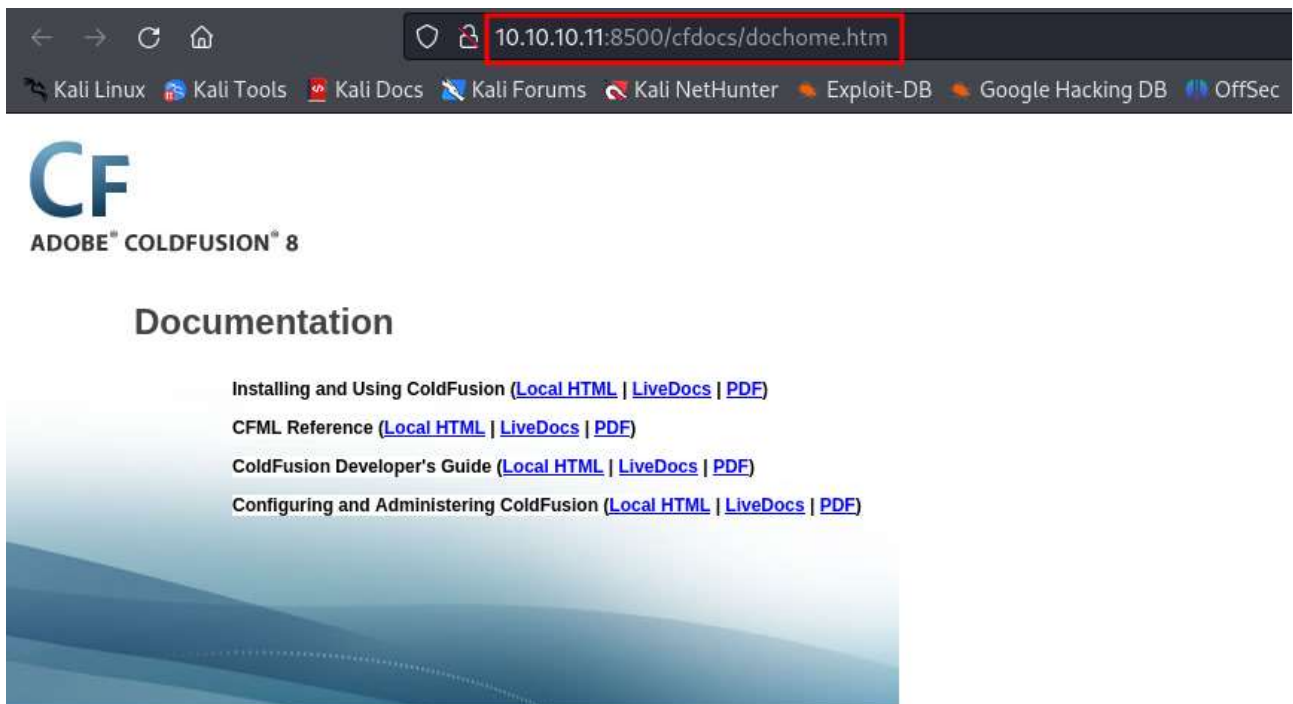 10.10.10.11:8500/cfdocs/dochome.htm
Kali Linux Kali Tools Kali Docs Kali Forums Kali NetHunter Exploit-DB Google Hacking DB OffSec
CF
ADOBE® COLDFUSION® 8
Documentation
Installing and Using ColdFusion (Local HTML | LiveDocs | PDF)
CFML Reference (Local HTML | LiveDocs | PDF)
ColdFusion Developer's Guide (Local HTML | LiveDocs | PDF)
Configuring and Administering ColdFusion (Local HTML | LiveDocs | PDF)